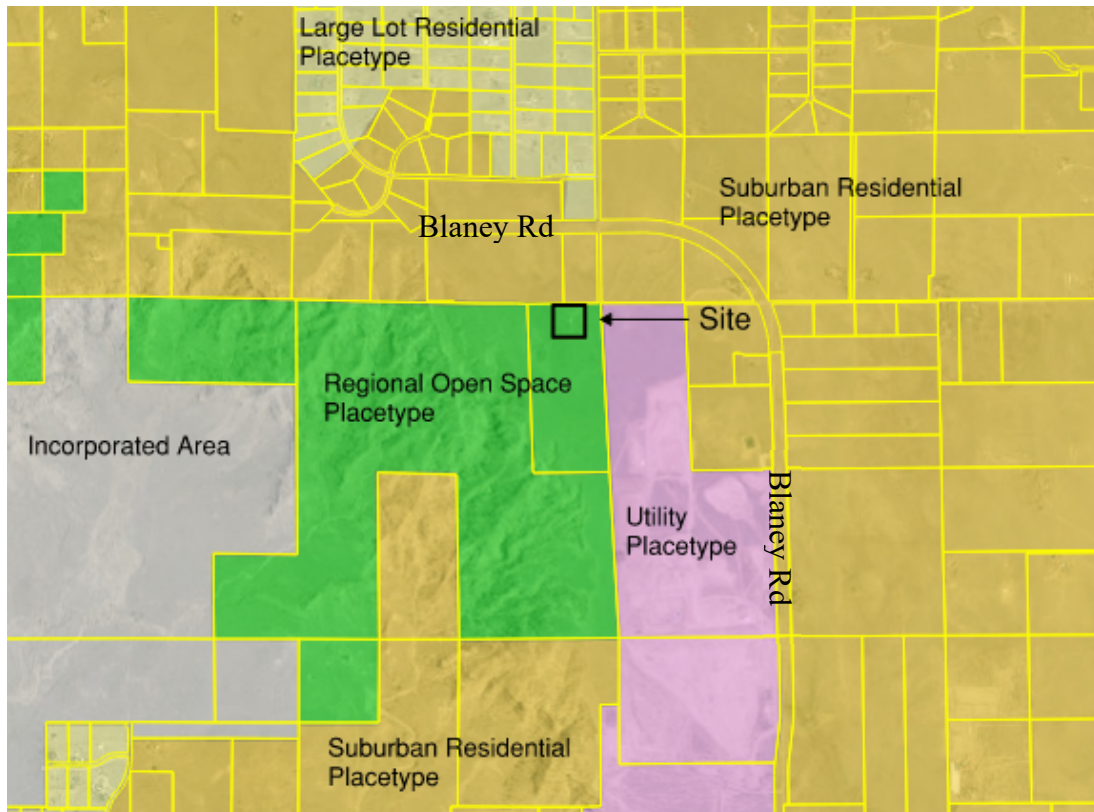 Large Lot Residential
Placetype
Suburban Residential
Placetype
Blaney Rd
Site
Regional Open Space
Placetype
Incorporated Area
Blaney Rd
Utility
Placetype
Suburban Residential
Placetype